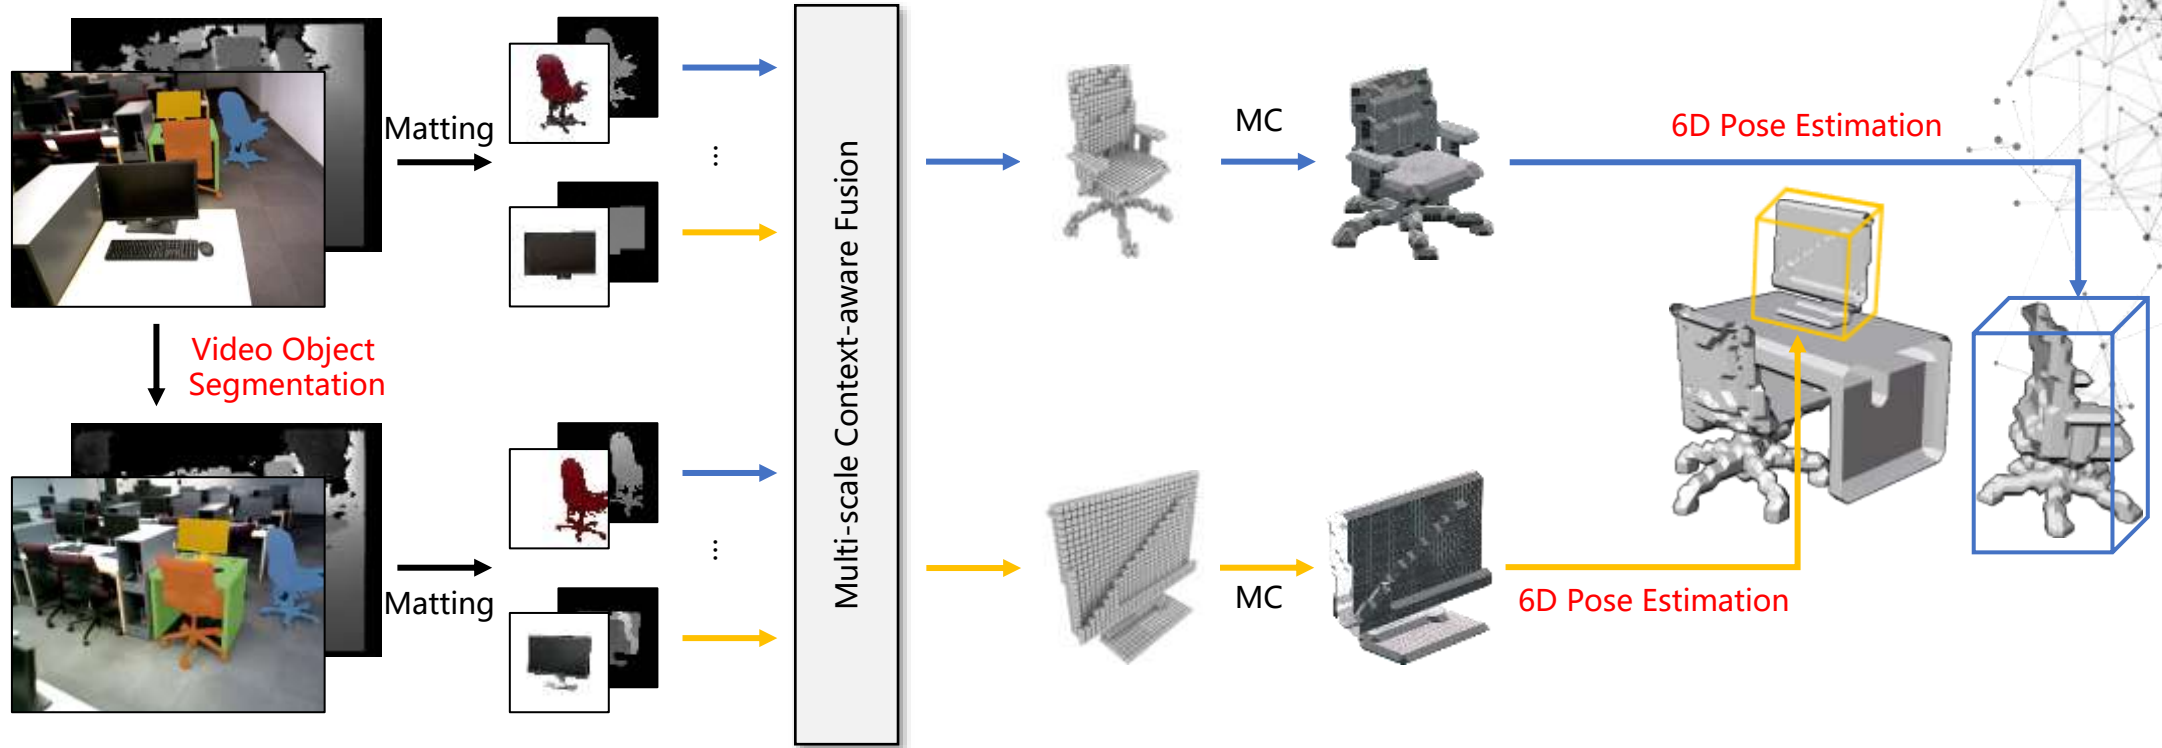 Matting
⋮
Video Object
Segmentation
Matting
⋮
Multi-scale Context-aware Fusion
MC
6D Pose Estimation
MC
6D Pose Estimation